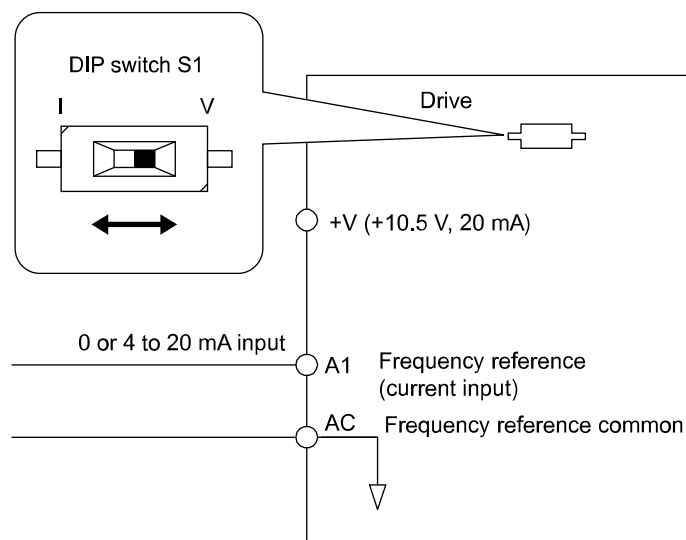 DIP switch S1
I V
Drive
+V (+10.5 V, 20 mA)
0 or 4 to 20 mA input
A1 Frequency reference
(current input)
AC Frequency reference common